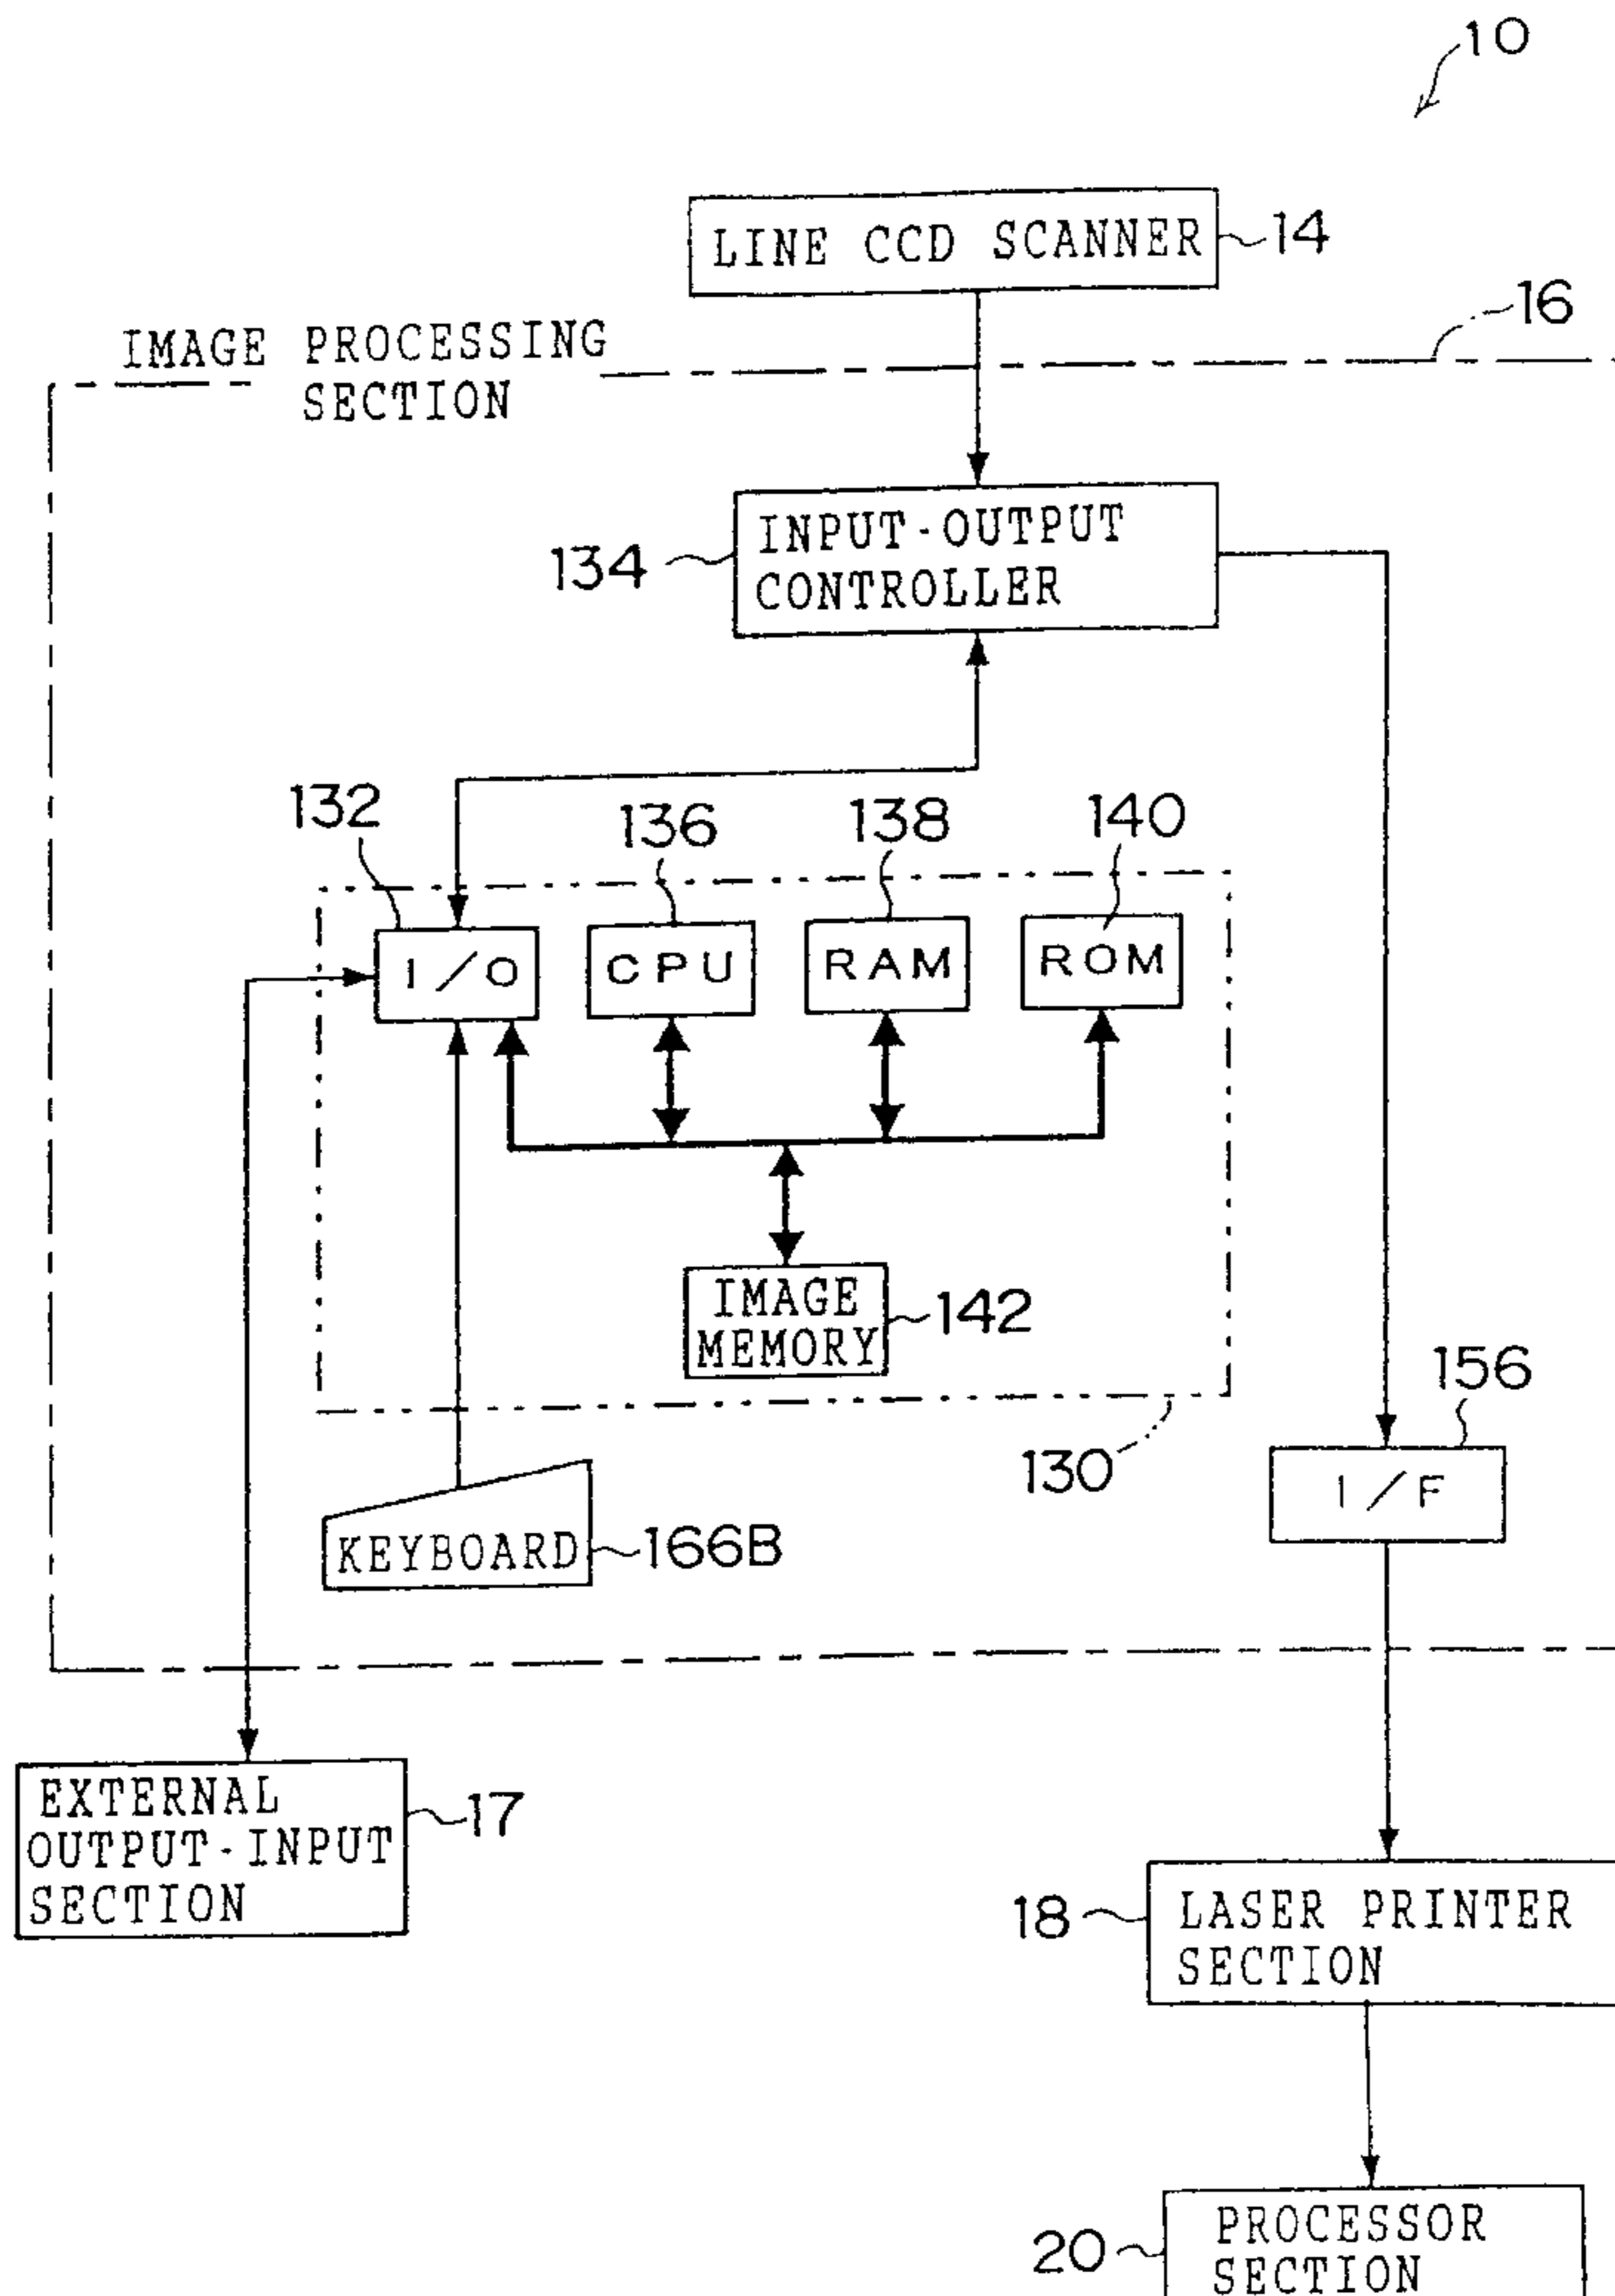 10
LINE CCD SCANNER
14
16
IMAGE PROCESSING
SECTION
134
INPUT-OUTPUT
CONTROLLER
132
136
138
140
I/O
CPU
RAM
ROM
IMAGE
MEMORY
142
156
130
I/F
KEYBOARD
166B
EXTERNAL
OUTPUT-INPUT
SECTION
17
18
LASER PRINTER
SECTION
20
PROCESSOR
SECTION